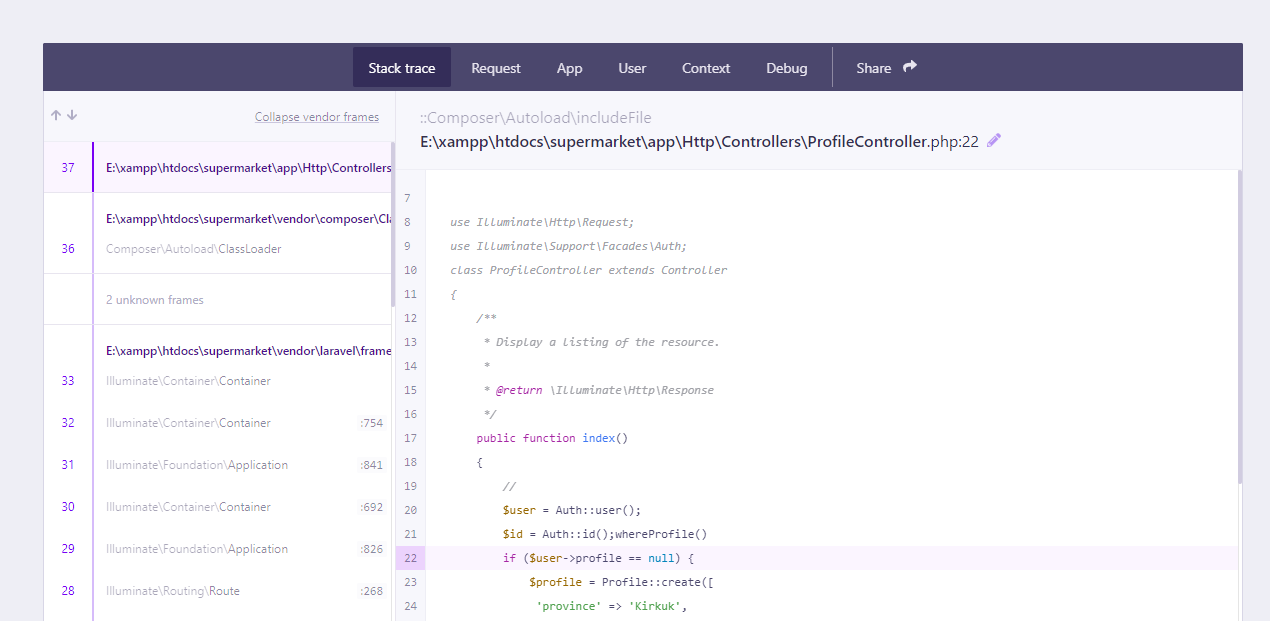 Stack trace Request App User Context Debug Share
Collapse vendor frames
37 E:\xampp\htdocs\supermarket\app\Http\Controllers
E:\xampp\htdocs\supermarket\vendor\composer\Cla
36 Composer\Autoload\ClassLoader
2 unknown frames
E:\xampp\htdocs\supermarket\vendor\laravel\frame
33 Illuminate\Container\Container
32 Illuminate\Container\Container :754
31 Illuminate\Foundation\Application :841
30 Illuminate\Container\Container :692
29 Illuminate\Foundation\Application :826
28 Illuminate\Routing\Route :268
::Composer\Autoload\includeFile
E:\xampp\htdocs\supermarket\app\Http\Controllers\ProfileController.php:22
7
8 use Illuminate\Http\Request;
9 use Illuminate\Support\Facades\Auth;
10 class ProfileController extends Controller
11 {
12 /**
13 * Display a listing of the resource.
14 *
15 * @return \Illuminate\Http\Response
16 */
17 public function index()
18 {
19 //
20 $user = Auth::user();
21 $id = Auth::id();whereProfile()
22 if ($user->profile == null) {
23 $profile = Profile::create([
24 'province' => 'Kirkuk',